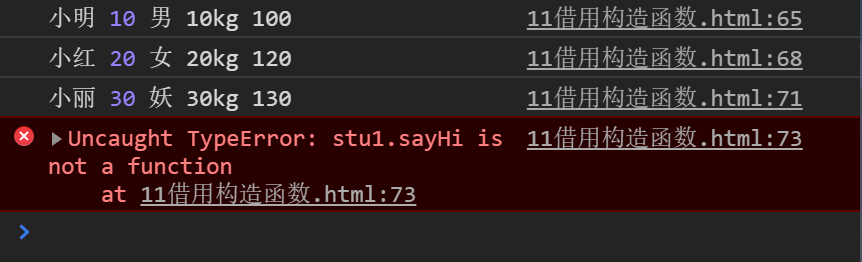 小明 10 男 10kg 100 11借用构造函数.html:65
小红 20 女 20kg 120 11借用构造函数.html:68
小丽 30 妖 30kg 130 11借用构造函数.html:71
Uncaught TypeError: stu1.sayHi is 11借用构造函数.html:73
not a function
at 11借用构造函数.html:73